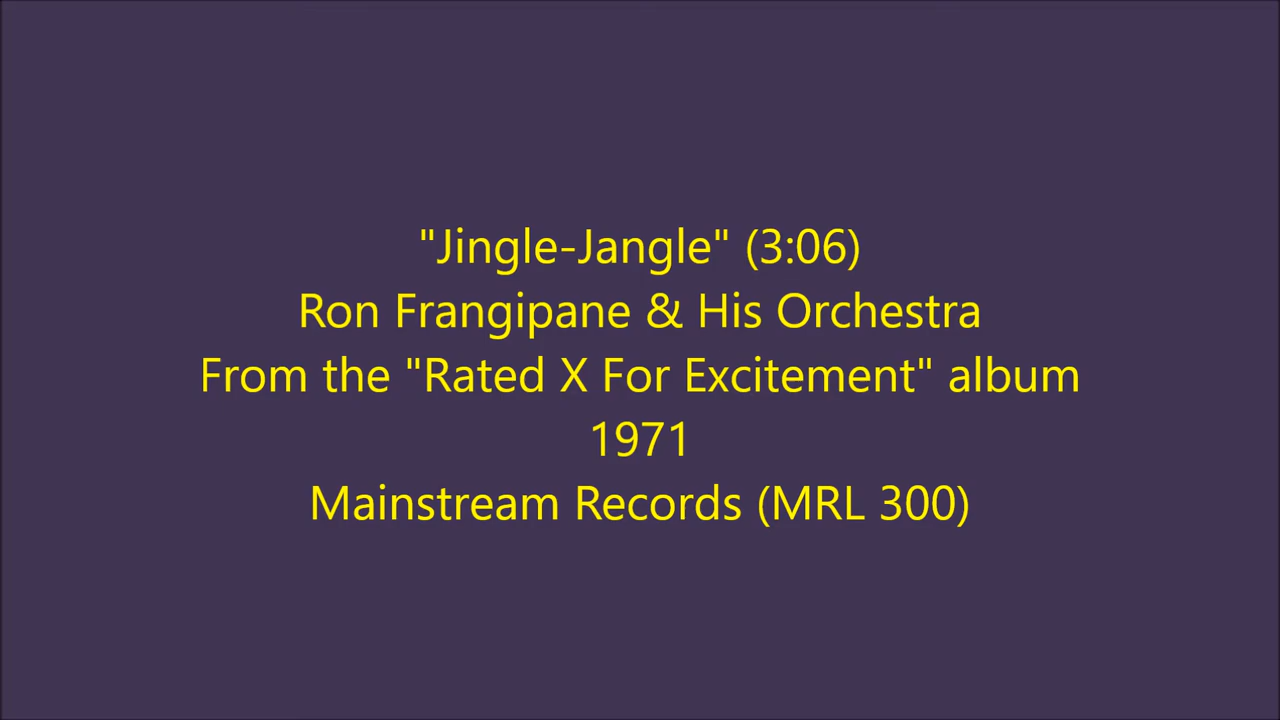 "Jingle-Jangle" (3:06)
Ron Frangipane & His Orchestra
From the "Rated X For Excitement" album
1971
Mainstream Records (MRL 300)